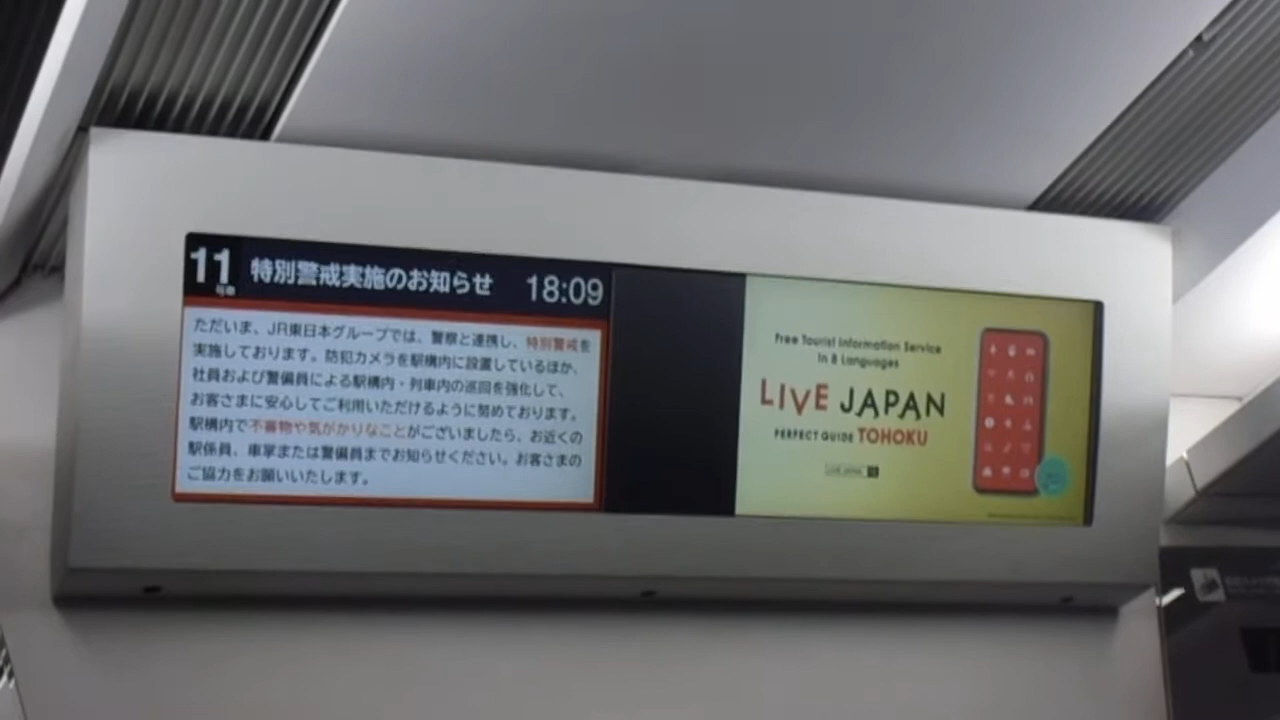 11
号車
特別警戒実施のお知らせ
18:09
ただいま、JR東日本グループでは、警察と連携し、特別警戒を
実施しております。防犯カメラを駅構内に設置しているほか、
社員および警備員による駅構内・列車内の巡回を強化して、
お客さまに安心してご利用いただけるように努めております。
駅構内で不審物や気がかりなことがございましたら、お近くの
駅係員、車掌または警備員までお知らせください。お客さまの
ご協力をお願いいたします。
Free Tourist Information Service
In 8 Languages
LIVE JAPAN
PERFECT GUIDE TOHOKU
LIVE JAPAN